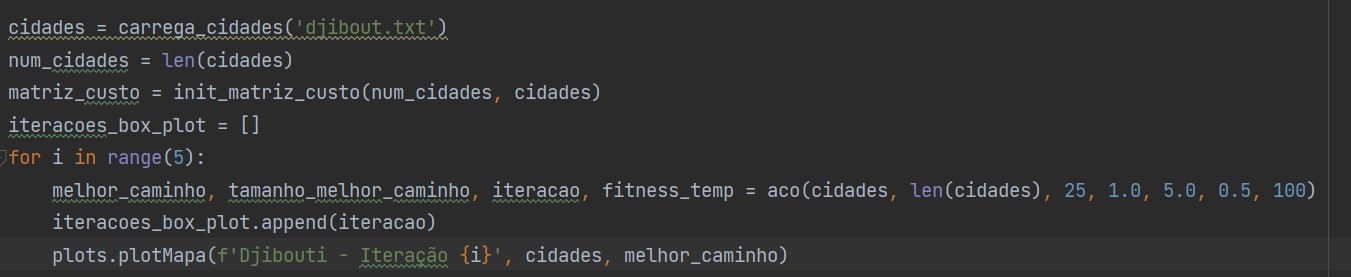 cidades = carrega_cidades('djibout.txt')
num_cidades = len(cidades)
matriz_custo = init_matriz_custo(num_cidades, cidades)
iteracoes_box_plot = []
for i in range(5):
    melhor_caminho, tamanho_melhor_caminho, iteracao, fitness_temp = aco(cidades, len(cidades), 25, 1.0, 5.0, 0.5, 100)
    iteracoes_box_plot.append(iteracao)
    plots.plotMapa(f'Djibouti - Iteração {i}', cidades, melhor_caminho)